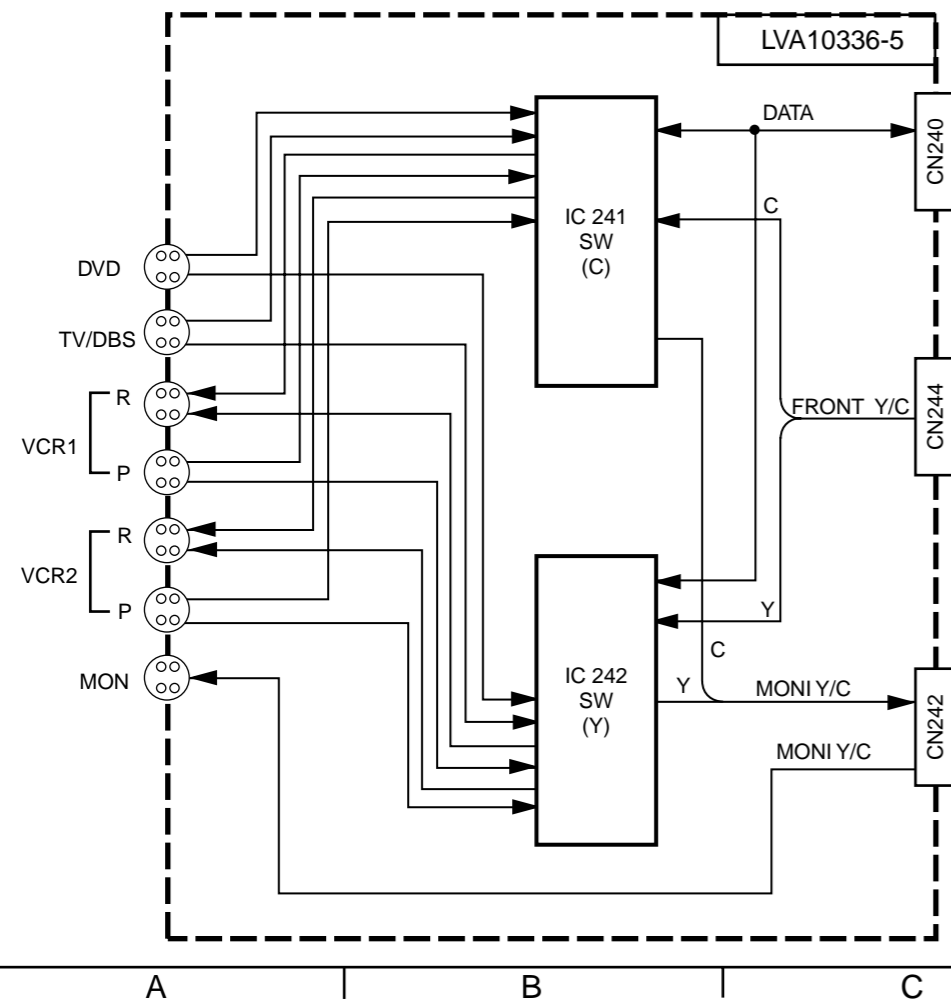 LVA10336-5
DATA
CN240
C
IC 241
SW
(C)
DVD
TV/DBS
R
VCR1
P
FRONT Y/C
CN244
R
VCR2
P
MON
IC 242
SW
(Y)
Y
C
Y
MONI Y/C
CN242
MONI Y/C
A
B
C